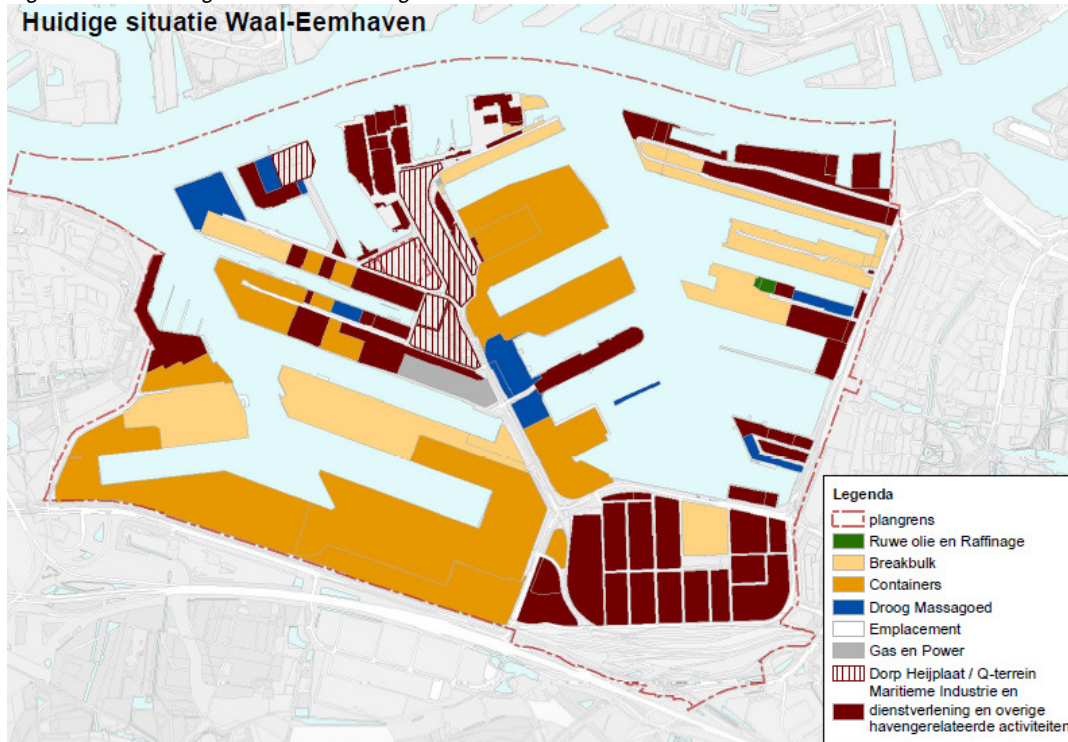 Huidige situatie Waal-Eemhaven
Legenda
plangrens
Ruwe olie en Raffinage
Breakbulk
Containers
Droog Massagoed
Emplacement
Gas en Power
Dorp Heijplaat / Q-terrein
Maritieme Industrie en
dienstverlening en overige
havengerelateerde activiteiten